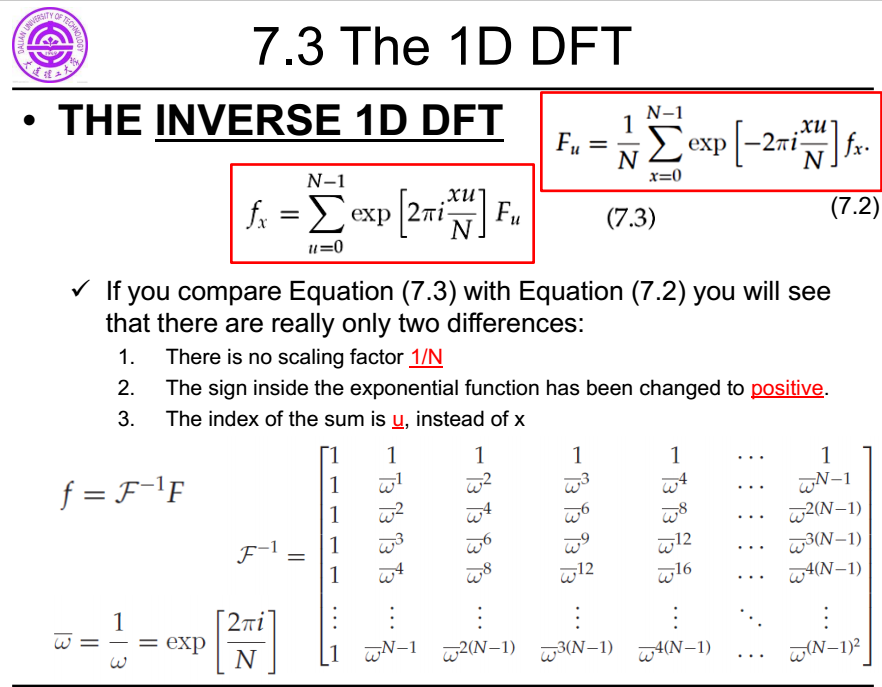 DALIAN UNIVERSITY OF TECHNOLOGY
大连理工大学
7.3 The 1D DFT
• THE INVERSE 1D DFT
F_u = \frac{1}{N} \sum_{x=0}^{N-1} \exp\left[-2\pi i \frac{xu}{N}\right] f_x.
(7.2)
f_x = \sum_{u=0}^{N-1} \exp\left[2\pi i \frac{xu}{N}\right] F_u
(7.3)
✓ If you compare Equation (7.3) with Equation (7.2) you will see
that there are really only two differences:
1. There is no scaling factor 1/N
2. The sign inside the exponential function has been changed to positive.
3. The index of the sum is u, instead of x
f = \mathcal{F}^{-1}F
\mathcal{F}^{-1} = \begin{bmatrix} 1 & 1 & 1 & 1 & 1 & \cdots & 1 \\
1 & \overline{\omega}^1 & \overline{\omega}^2 & \overline{\omega}^3 & \overline{\omega}^4 & \cdots & \overline{\omega}^{N-1} \\
1 & \overline{\omega}^2 & \overline{\omega}^4 & \overline{\omega}^6 & \overline{\omega}^8 & \cdots & \overline{\omega}^{2(N-1)} \\
1 & \overline{\omega}^3 & \overline{\omega}^6 & \overline{\omega}^9 & \overline{\omega}^{12} & \cdots & \overline{\omega}^{3(N-1)} \\
1 & \overline{\omega}^4 & \overline{\omega}^8 & \overline{\omega}^{12} & \overline{\omega}^{16} & \cdots & \overline{\omega}^{4(N-1)} \\
\vdots & \vdots & \vdots & \vdots & \vdots & \ddots & \vdots \\
1 & \overline{\omega}^{N-1} & \overline{\omega}^{2(N-1)} & \overline{\omega}^{3(N-1)} & \overline{\omega}^{4(N-1)} & \cdots & \overline{\omega}^{(N-1)^2} \end{bmatrix}
\overline{\omega} = \frac{1}{\omega} = \exp\left[\frac{2\pi i}{N}\right]